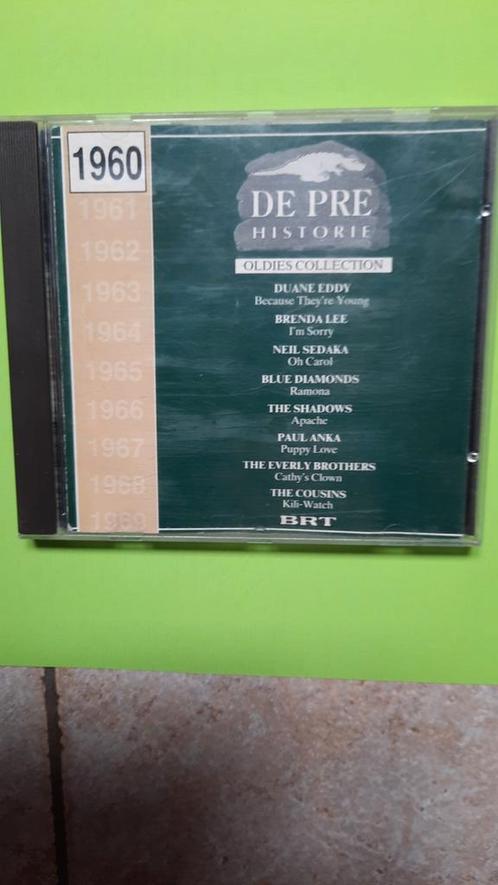 1960
1961
1962
1963
1964
1965
1966
1967
1968
1969
DE PRE
HISTORIE
OLDIES COLLECTION
DUANE EDDY
Because They're Young
BRENDA LEE
I'm Sorry
NEIL SEDAKA
Oh Carol
BLUE DIAMONDS
Ramona
THE SHADOWS
Apache
PAUL ANKA
Puppy Love
THE EVERLY BROTHERS
Cathy's Clown
THE COUSINS
Kili-Watch
BRT